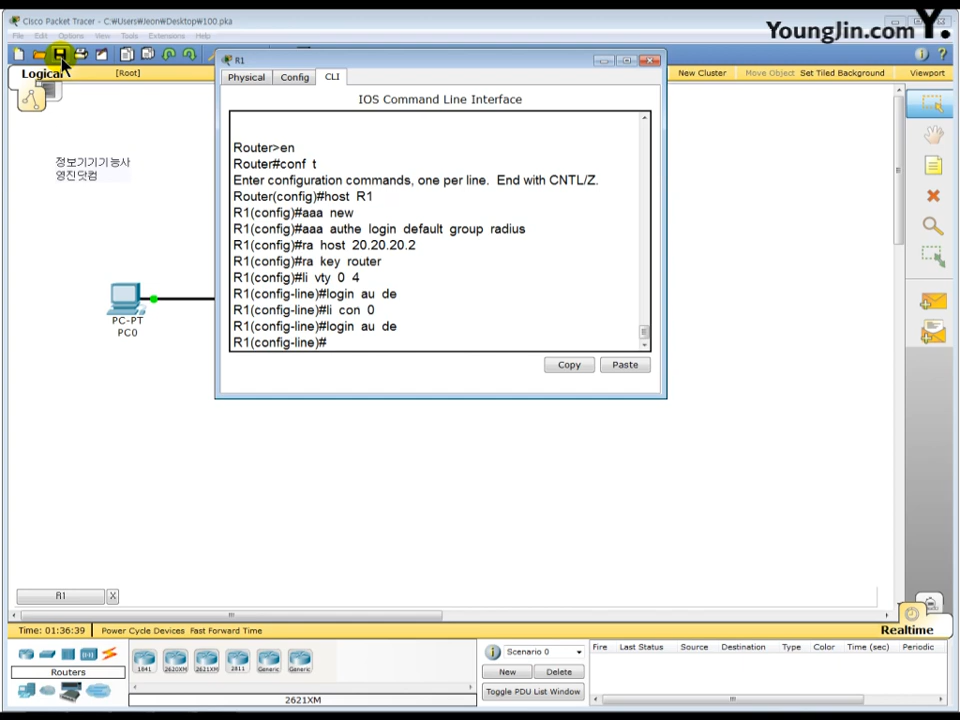 Cisco Packet Tracer - C:\Users\Jeon\Desktop\100.pka
YoungJin.com Y.
File Edit Options View Tools Extensions Help
Logical
[Root]
New Cluster Move Object Set Tiled Background Viewport
R1
Physical Config CLI
IOS Command Line Interface
Router>en
Router#conf t
Enter configuration commands, one per line. End with CNTL/Z.
Router(config)#host R1
R1(config)#aaa new
R1(config)#aaa authe login default group radius
R1(config)#ra host 20.20.20.2
R1(config)#ra key router
R1(config)#li vty 0 4
R1(config-line)#login au de
R1(config-line)#li con 0
R1(config-line)#login au de
R1(config-line)#
Copy Paste
정보기기기능사
영진닷컴
PC-PT
PC0
R1 X
Time: 01:36:39 Power Cycle Devices Fast Forward Time
Realtime
Routers
1841 2620XM 2621XM 2811 Generic Generic
2621XM
Scenario 0
New Delete
Toggle PDU List Window
Fire Last Status Source Destination Type Color Time (sec) Periodic